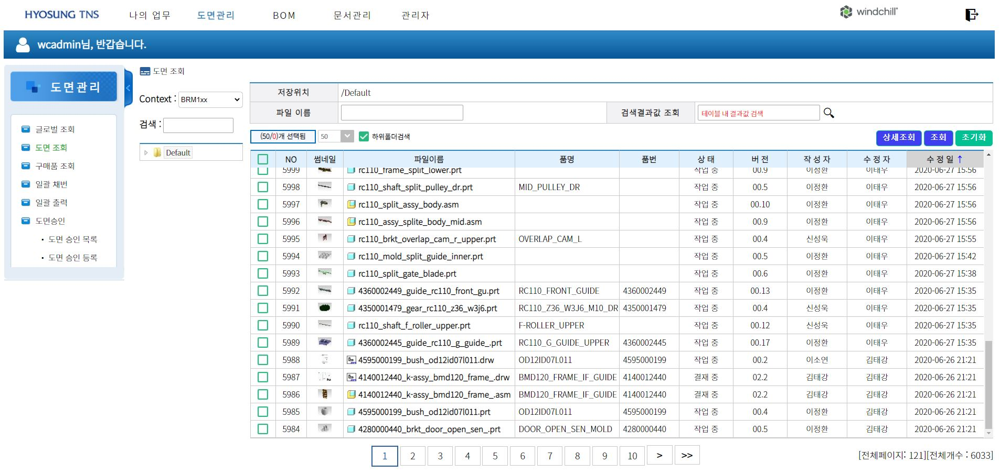 HYOSUNG TNS 나의 업무 도면관리 BOM 문서관리 관리자 windchill
wcadmin님, 반갑습니다.
도면관리
글로벌 조회
도면 조회
구매품 조회
일괄 채번
일괄 출력
도면승인
도면 승인 목록
도면 승인 등록
도면 조회
Context : BRM1xx
검색 :
Default
저장위치 /Default
파일 이름 검색결과값 조회 테이블 내 결과값 검색
(50/0)개 선택됨 50 하위폴더검색 상세조회 조회 초기화
NO 썸네일 파일이름 품명 품번 상 태 버 전 작 성 자 수 정 자 수 정 일 ↑
5999 rc110_frame_split_lower.prt 작업 중 00.9 이정환 이태우 2020-06-27 15:56
5998 rc110_shaft_split_pulley_dr.prt MID_PULLEY_DR 작업 중 00.5 이정환 이태우 2020-06-27 15:56
5997 rc110_split_assy_body.asm 작업 중 00.10 이정환 이태우 2020-06-27 15:56
5996 rc110_assy_splite_body_mid.asm 작업 중 00.9 이정환 이태우 2020-06-27 15:56
5995 rc110_brkt_overlap_cam_r_upper.prt OVERLAP_CAM_L 작업 중 00.4 신성욱 이태우 2020-06-27 15:55
5994 rc110_mold_split_guide_inner.prt 작업 중 00.5 이정환 이태우 2020-06-27 15:42
5993 rc110_split_gate_blade.prt 작업 중 00.6 이정환 이태우 2020-06-27 15:38
5992 4360002449_guide_rc110_front_gu.prt RC110_FRONT_GUIDE 4360002449 작업 중 00.13 이정환 이태우 2020-06-27 15:35
5991 4350001479_gear_rc110_z36_w3j6.prt RC110_Z36_W3J6_M10_DR 4350001479 작업 중 00.4 신성욱 이태우 2020-06-27 15:35
5990 rc110_shaft_f_roller_upper.prt F-ROLLER_UPPER 작업 중 00.12 신성욱 이태우 2020-06-27 15:35
5989 4360002445_guide_rc110_g_guide_.prt RC110_G_GUIDE_UPPER 4360002445 작업 중 00.17 이정환 이태우 2020-06-27 15:35
5988 4595000199_bush_od12id07l011.drw OD12ID07L011 4595000199 작업 중 00.2 이소연 김태강 2020-06-26 21:21
5987 4140012440_k-assy_bmd120_frame_.drw BMD120_FRAME_IF_GUIDE 4140012440 결재 중 02.2 김태강 김태강 2020-06-26 21:21
5986 4140012440_k-assy_bmd120_frame_.asm BMD120_FRAME_IF_GUIDE 4140012440 결재 중 02.2 김태강 김태강 2020-06-26 21:21
5985 4595000199_bush_od12id07l011.prt OD12ID07L011 4595000199 작업 중 00.4 이정환 김태강 2020-06-26 21:21
5984 4280000440_brkt_door_open_sen_.prt DOOR_OPEN_SEN_MOLD 4280000440 작업 중 00.5 이정환 김태강 2020-06-26 21:21
1 2 3 4 5 6 7 8 9 10 > >> [전체페이지: 121][전체개수 : 6033]